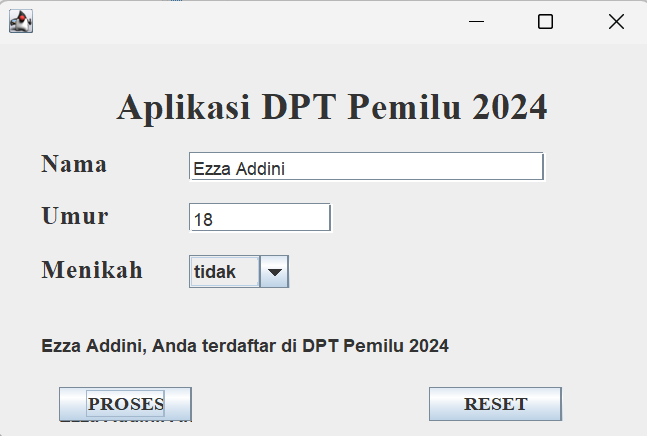 Aplikasi DPT Pemilu 2024
Nama
Ezza Addini
Umur
18
Menikah
tidak
Ezza Addini, Anda terdaftar di DPT Pemilu 2024
PROSES
RESET